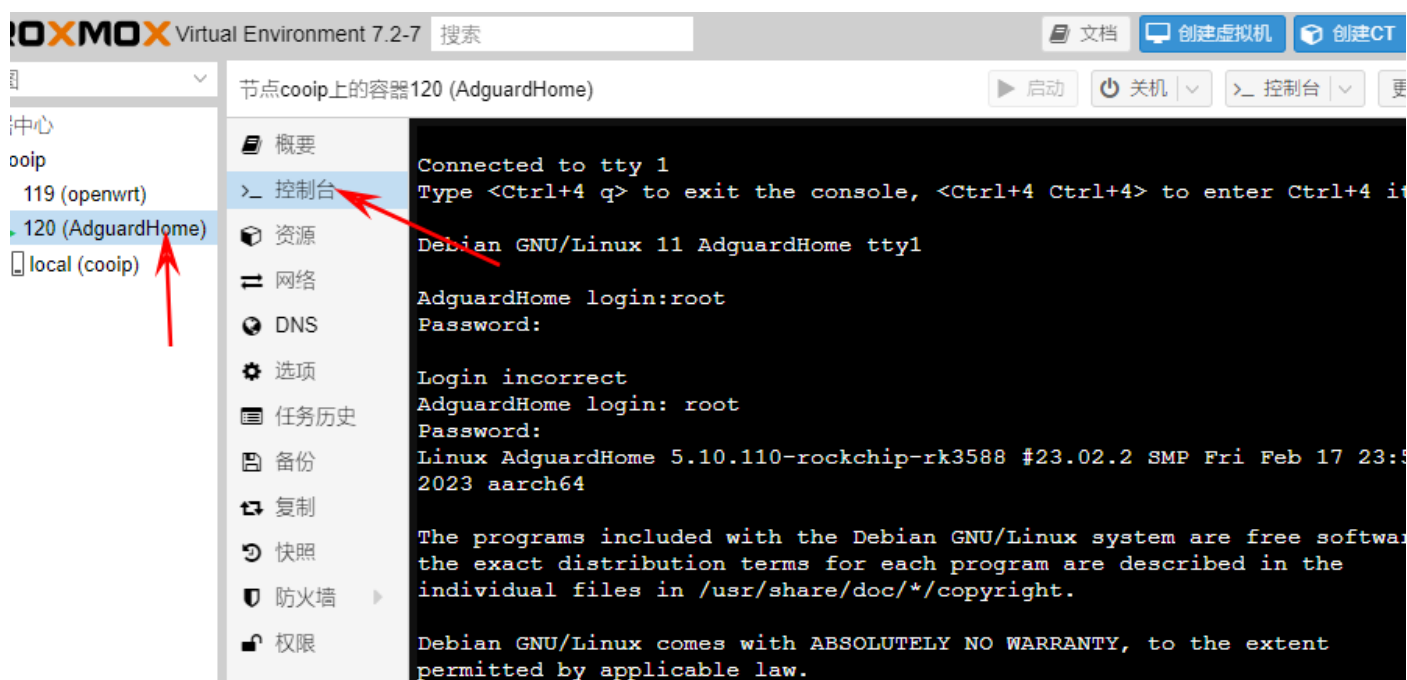 ROXMOX Virtual Environment 7.2-7 搜索 文档 创建虚拟机 创建CT
节点cooip上的容器120 (AdguardHome) 启动 关机 控制台 更
中心
ooip
119 (openwrt)
120 (AdguardHome)
local (cooip)
概要
控制台
资源
网络
DNS
选项
任务历史
备份
复制
快照
防火墙
权限
Connected to tty 1
Type <Ctrl+4 q> to exit the console, <Ctrl+4 Ctrl+4> to enter Ctrl+4 it
Debian GNU/Linux 11 AdguardHome tty1
AdguardHome login:root
Password:
Login incorrect
AdguardHome login: root
Password:
Linux AdguardHome 5.10.110-rockchip-rk3588 #23.02.2 SMP Fri Feb 17 23:5
2023 aarch64
The programs included with the Debian GNU/Linux system are free softwar
the exact distribution terms for each program are described in the
individual files in /usr/share/doc/*/copyright.
Debian GNU/Linux comes with ABSOLUTELY NO WARRANTY, to the extent
permitted by applicable law.